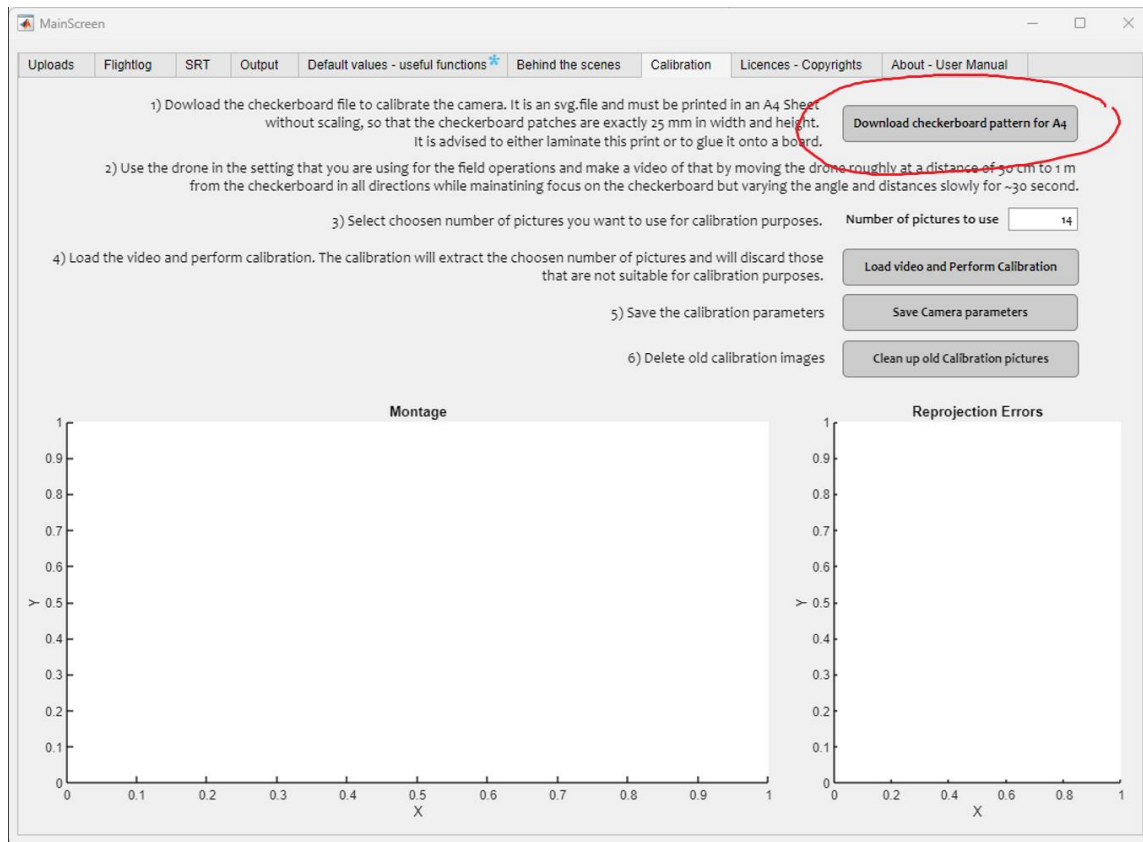 MainScreen
Uploads Flightlog SRT Output Default values - useful functions* Behind the scenes Calibration Licences - Copyrights About - User Manual
1) Dowload the checkerboard file to calibrate the camera. It is an svg.file and must be printed in an A4 Sheet
without scaling, so that the checkerboard patches are exactly 25 mm in width and height.
It is advised to either laminate this print or to glue it onto a board.
Download checkerboard pattern for A4
2) Use the drone in the setting that you are using for the field operations and make a video of that by moving the drone roughly at a distance of 50 cm to 1 m
from the checkerboard in all directions while mainatining focus on the checkerboard but varying the angle and distances slowly for ~30 second.
3) Select choosen number of pictures you want to use for calibration purposes. Number of pictures to use 14
4) Load the video and perform calibration. The calibration will extract the choosen number of pictures and will discard those
that are not suitable for calibration purposes.
Load video and Perform Calibration
5) Save the calibration parameters Save Camera parameters
6) Delete old calibration images Clean up old Calibration pictures
Montage
1
0.9
0.8
0.7
0.6
0.5
0.4
0.3
0.2
0.1
0
Y
0 0.1 0.2 0.3 0.4 0.5 0.6 0.7 0.8 0.9 1
X
Reprojection Errors
1
0.9
0.8
0.7
0.6
0.5
0.4
0.3
0.2
0.1
0
Y
0 0.2 0.4 0.6 0.8 1
X